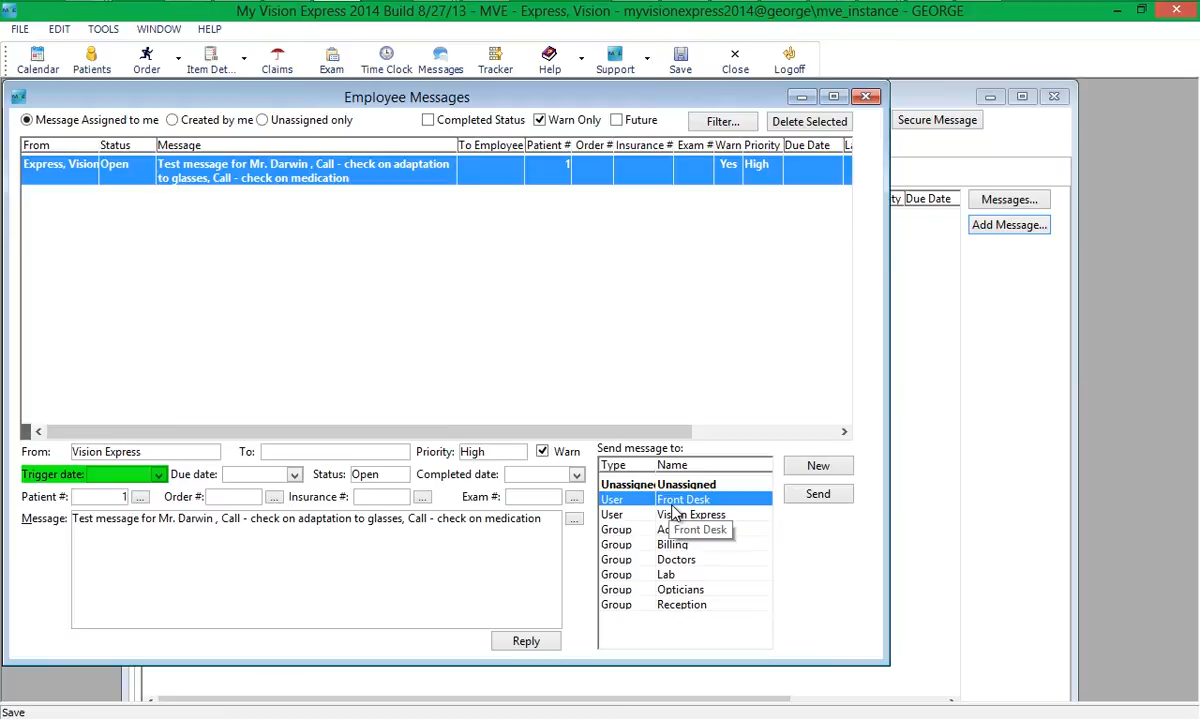 My Vision Express 2014 Build 8/27/13 - MVE - Express, Vision - myvisionexpress2014@george\mve_instance - GEORGE
FILE EDIT TOOLS WINDOW HELP
Calendar Patients Order Item Det... Claims Exam Time Clock Messages Tracker Help Support Save Close Logoff
Employee Messages
Message Assigned to me Created by me Unassigned only Completed Status Warn Only Future Filter... Delete Selected Secure Message
From Status Message To Employee Patient # Order # Insurance # Exam # Warn Priority Due Date
Express, Vision Open Test message for Mr. Darwin , Call - check on adaptation 1 Yes High
to glasses, Call - check on medication
ty Due Date Messages...
Add Message...
From: Vision Express To: Priority: High Warn
Trigger date: Due date: Status: Open Completed date:
Patient #: 1 ... Order #: ... Insurance #: ... Exam #: ...
Message: Test message for Mr. Darwin , Call - check on adaptation to glasses, Call - check on medication ...
Reply
Send message to:
Type Name
Unassigned Unassigned
User Front Desk
User Vision Express
Group
Front Desk
Group Billing
Group Doctors
Group Lab
Group Opticians
Group Reception
New
Send
Save